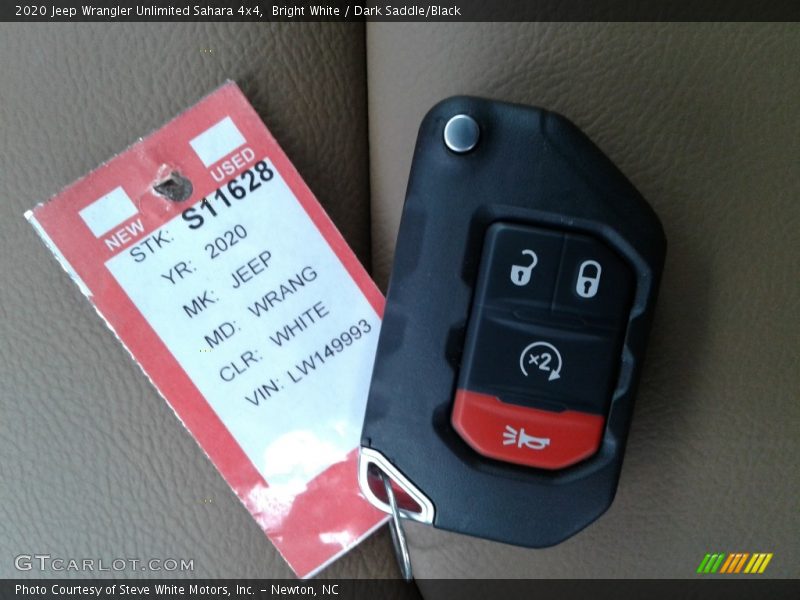 2020 Jeep Wrangler Unlimited Sahara 4x4, Bright White / Dark Saddle/Black
NEW USED
STK: S11628
YR: 2020
MK: JEEP
MD: WRANG
CLR: WHITE
VIN: LW149993
×2
GTCARLOT.COM
Photo Courtesy of Steve White Motors, Inc. – Newton, NC